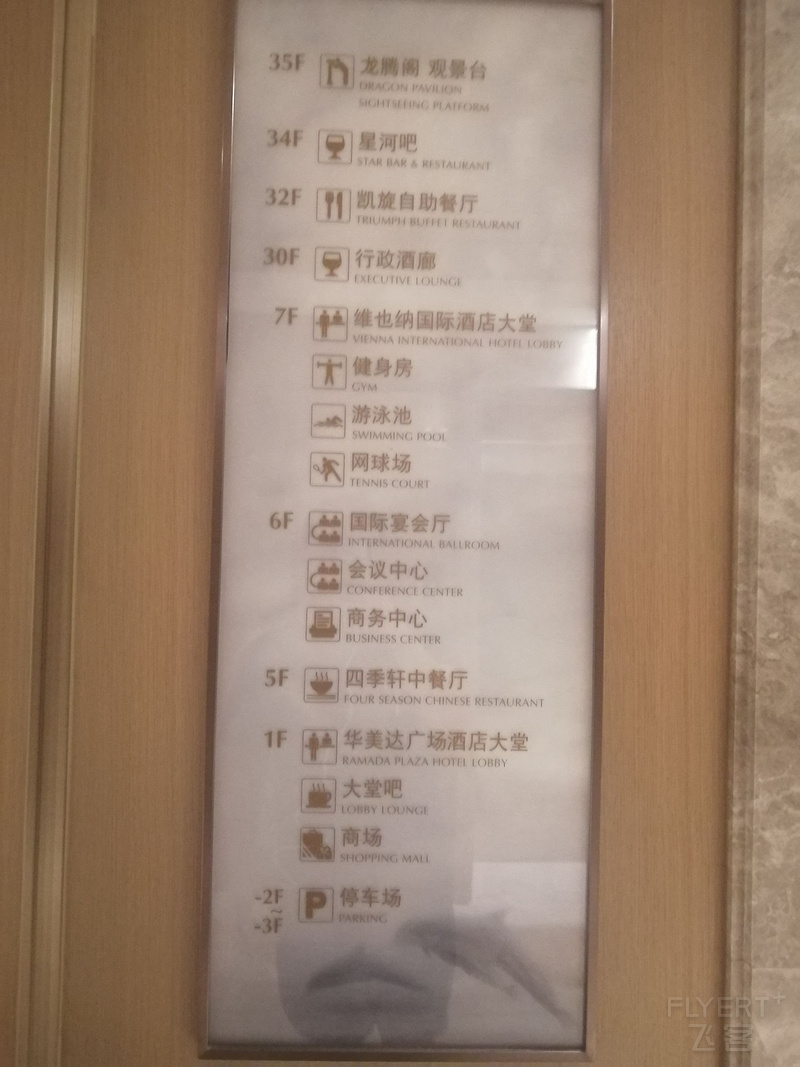 35F 龙腾阁 观景台
DRAGON PAVILION
SIGHTSEEING PLATFORM
34F 星河吧
STAR BAR & RESTAURANT
32F 凯旋自助餐厅
TRIUMPH BUFFET RESTAURANT
30F 行政酒廊
EXECUTIVE LOUNGE
7F 维也纳国际酒店大堂
VIENNA INTERNATIONAL HOTEL LOBBY
健身房
GYM
游泳池
SWIMMING POOL
网球场
TENNIS COURT
6F 国际宴会厅
INTERNATIONAL BALLROOM
会议中心
CONFERENCE CENTER
商务中心
BUSINESS CENTER
5F 四季轩中餐厅
FOUR SEASON CHINESE RESTAURANT
1F 华美达广场酒店大堂
RAMADA PLAZA HOTEL LOBBY
大堂吧
LOBBY LOUNGE
商场
SHOPPING MALL
-2F~-3F P 停车场
PARKING
FLYERT+
飞客